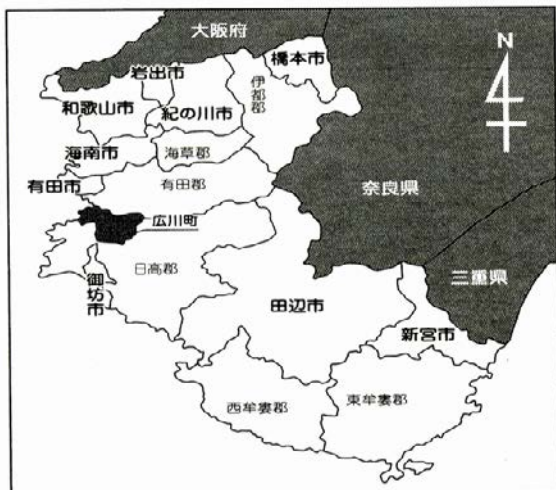 大阪府
N
橋本市
岩出市
伊都郡
和歌山市
紀の川市
海南市
海草郡
奈良県
有田市
有田郡
広川町
日高郡
御坊市
三重県
田辺市
新宮市
西牟婁郡
東牟婁郡